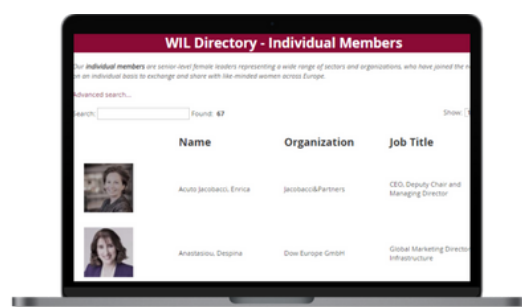 WIL Directory - Individual Members
Our individual members are senior-level female leaders representing a wide range of sectors and organizations, who have joined the
on an individual basis to exchange and share with like-minded women across Europe.
Advanced search...
Search: Found: 67 Show:
Name Organization Job Title
Acuto Jacobacci, Enrica Jacobacci&Partners CEO, Deputy Chair and
Managing Director
Anastasiou, Despina Dow Europe GmbH Global Marketing Director
Infrastructure